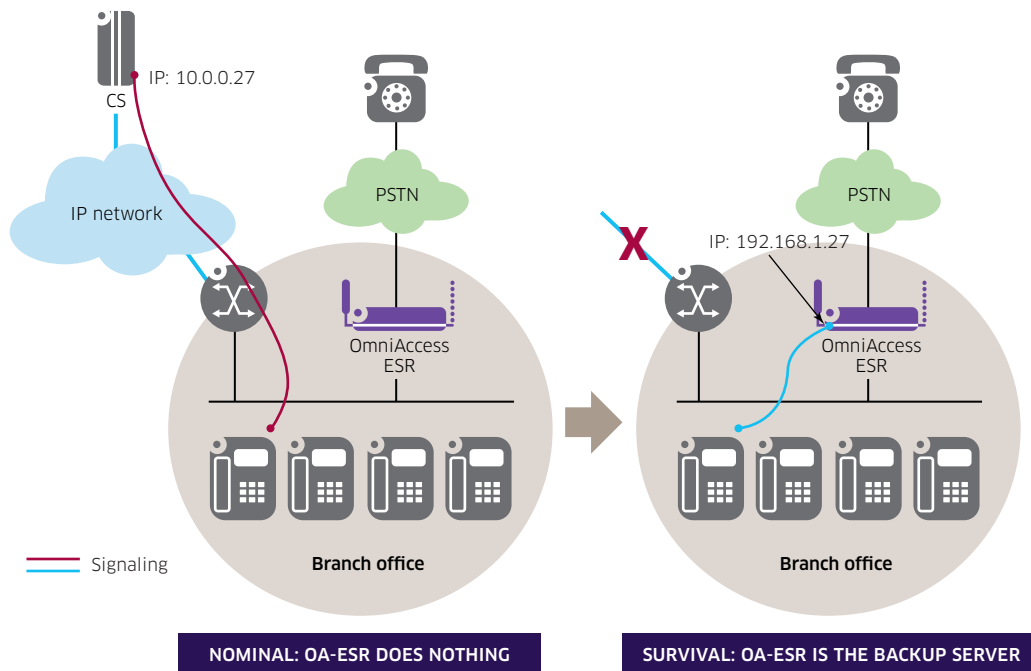 IP: 10.0.0.27
CS
IP network
PSTN
OmniAccess
ESR
Branch office
Signaling
NOMINAL: OA-ESR DOES NOTHING
PSTN
X
IP: 192.168.1.27
OmniAccess
ESR
Branch office
SURVIVAL: OA-ESR IS THE BACKUP SERVER